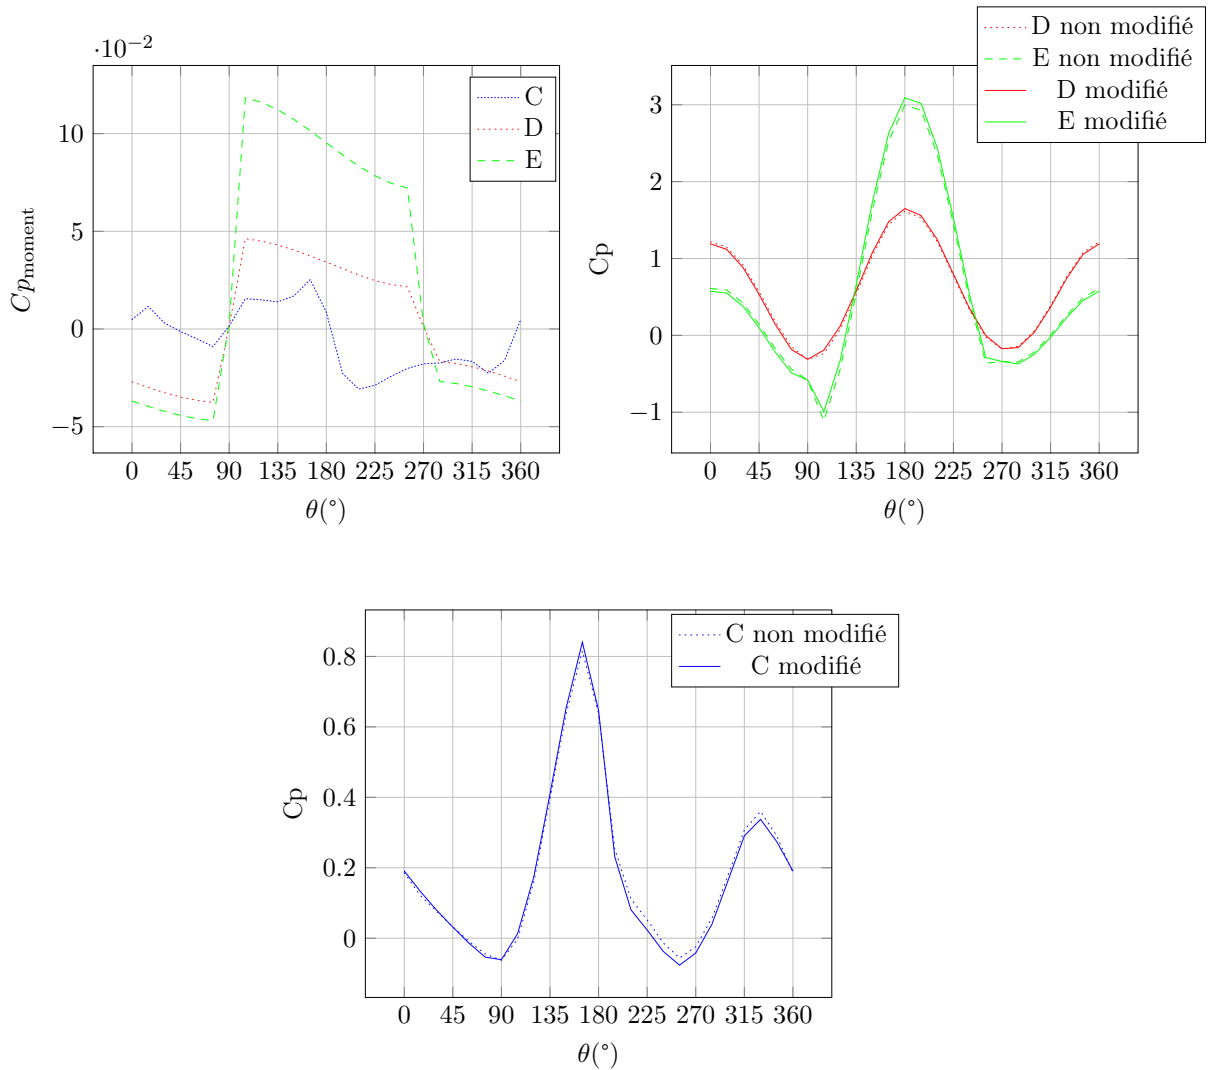 ·10−2
C
D
E
10
5
0
−5
Cpmoment
0 45 90 135 180 225 270 315 360
θ(°)
D non modifié
E non modifié
D modifié
E modifié
3
2
1
0
−1
Cp
0 45 90 135 180 225 270 315 360
θ(°)
C non modifié
C modifié
0.8
0.6
0.4
0.2
0
Cp
0 45 90 135 180 225 270 315 360
θ(°)